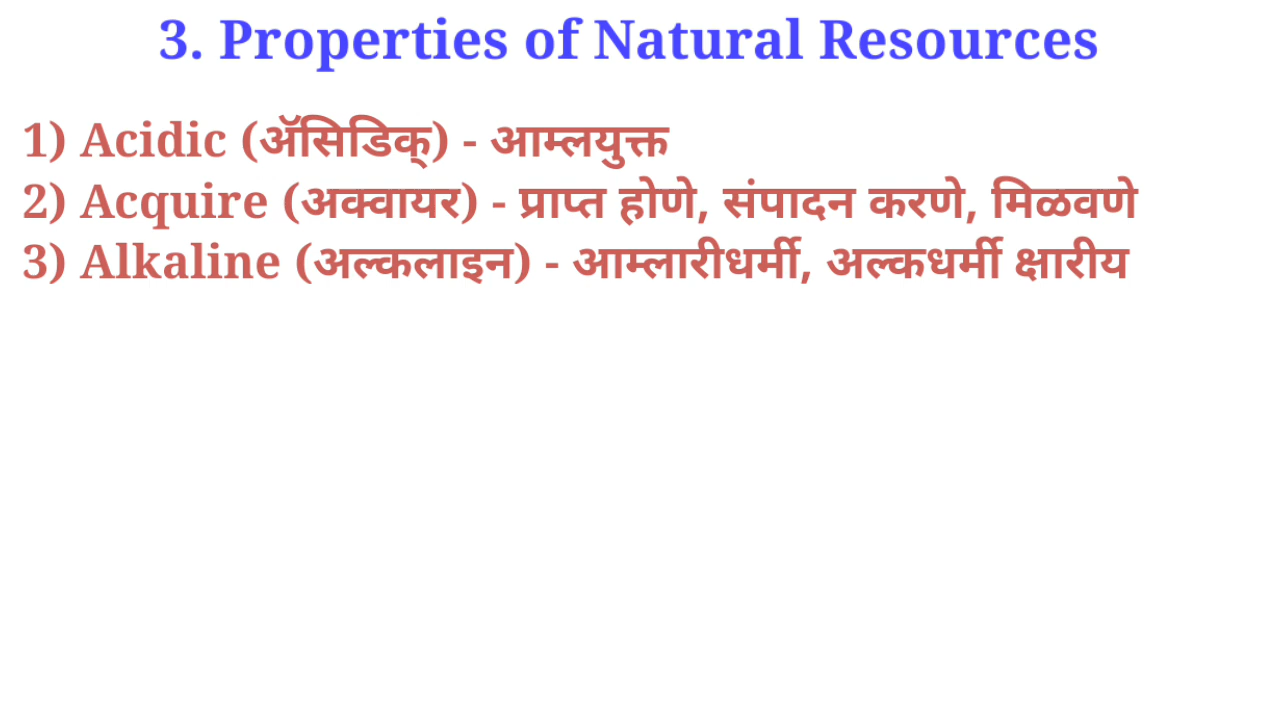 3. Properties of Natural Resources
1) Acidic (ॲसिडिक्) - आम्लयुक्त
2) Acquire (अक्वायर) - प्राप्त होणे, संपादन करणे, मिळवणे
3) Alkaline (अल्कलाइन) - आम्लारीधर्मी, अल्कधर्मी क्षारीय